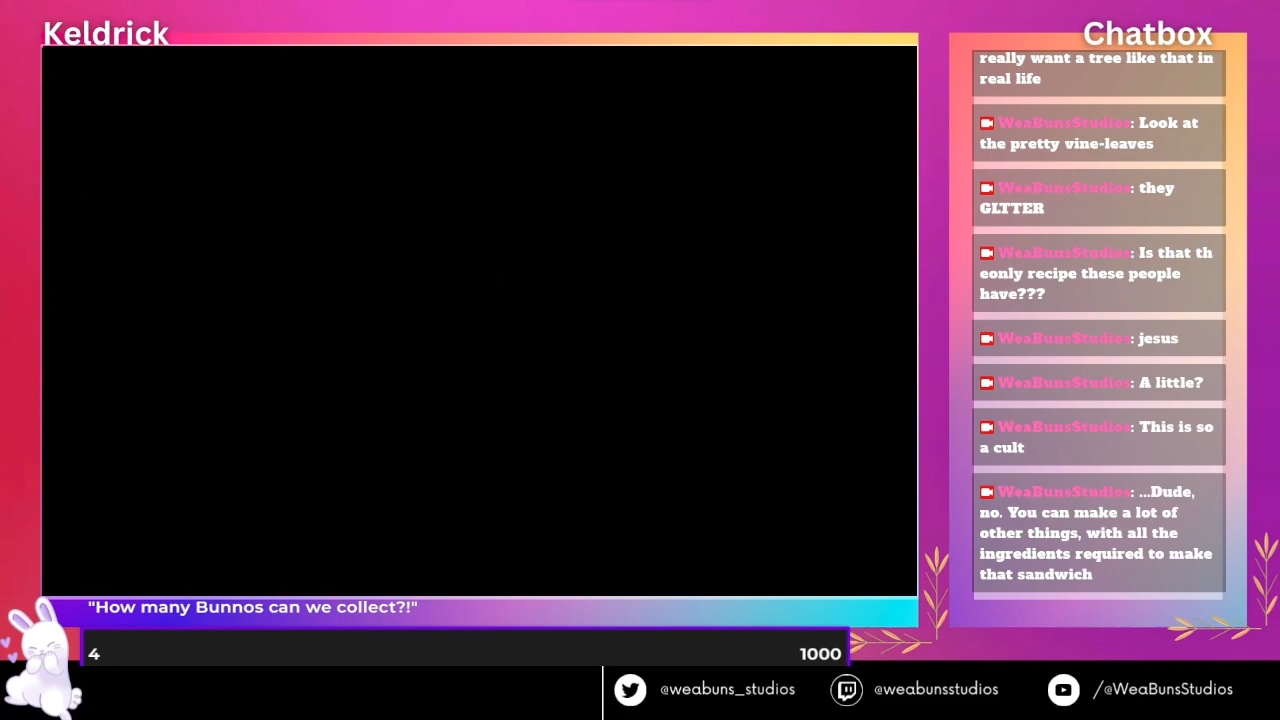 Keldrick
Chatbox
really want a tree like that in
real life
WeaBunsStudios: Look at
the pretty vine-leaves
WeaBunsStudios: they
GLTTER
WeaBunsStudios: Is that th
eonly recipe these people
have???
WeaBunsStudios: jesus
WeaBunsStudios: A little?
WeaBunsStudios: This is so
a cult
WeaBunsStudios: ...Dude,
no. You can make a lot of
other things, with all the
ingredients required to make
that sandwich
"How many Bunnos can we collect?!"
4
1000
@weabuns_studios
@weabunsstudios
/@WeaBunsStudios